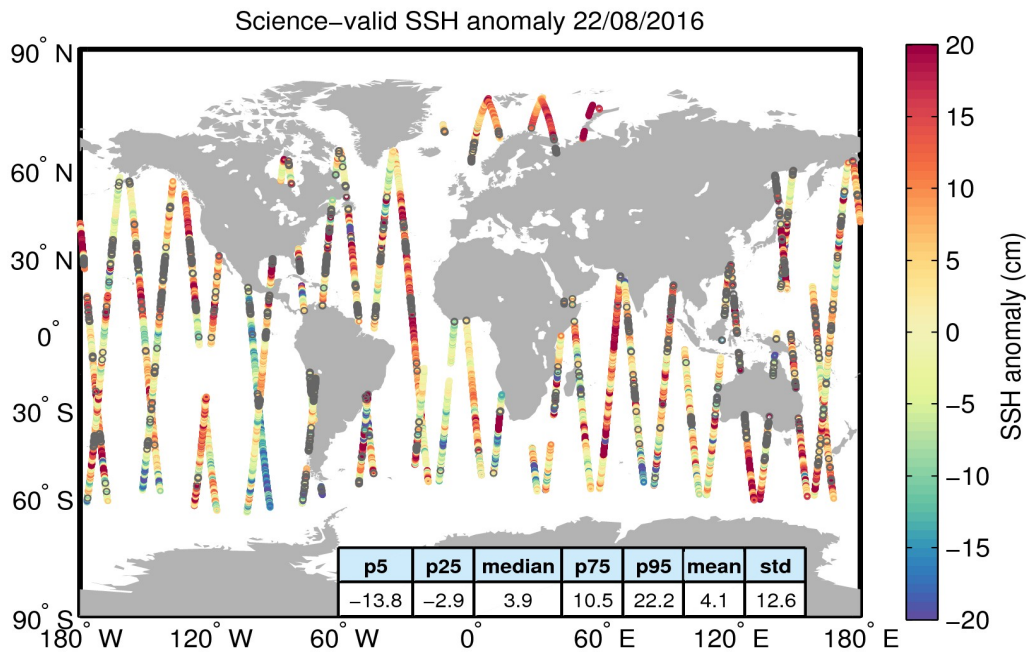 Science−valid SSH anomaly 22/08/2016
90° N
60° N
30° N
0°
30° S
60° S
90° S
180° W
120° W
60° W
0°
60° E
120° E
180° E
p5 p25 median p75 p95 mean std
−13.8 −2.9 3.9 10.5 22.2 4.1 12.6
20
15
10
5
0
−5
−10
−15
−20
SSH anomaly (cm)